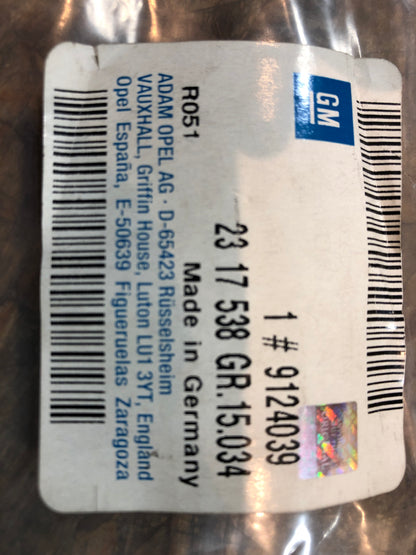 GM
1 # 9124039
23 17 538 GR.15.034
R051 Made in Germany
ADAM OPEL AG · D-65423 Rüsselsheim
VAUXHALL, Griffin House, Luton LU1 3YT, England
Opel España, E-50639 Figueruelas Zaragoza